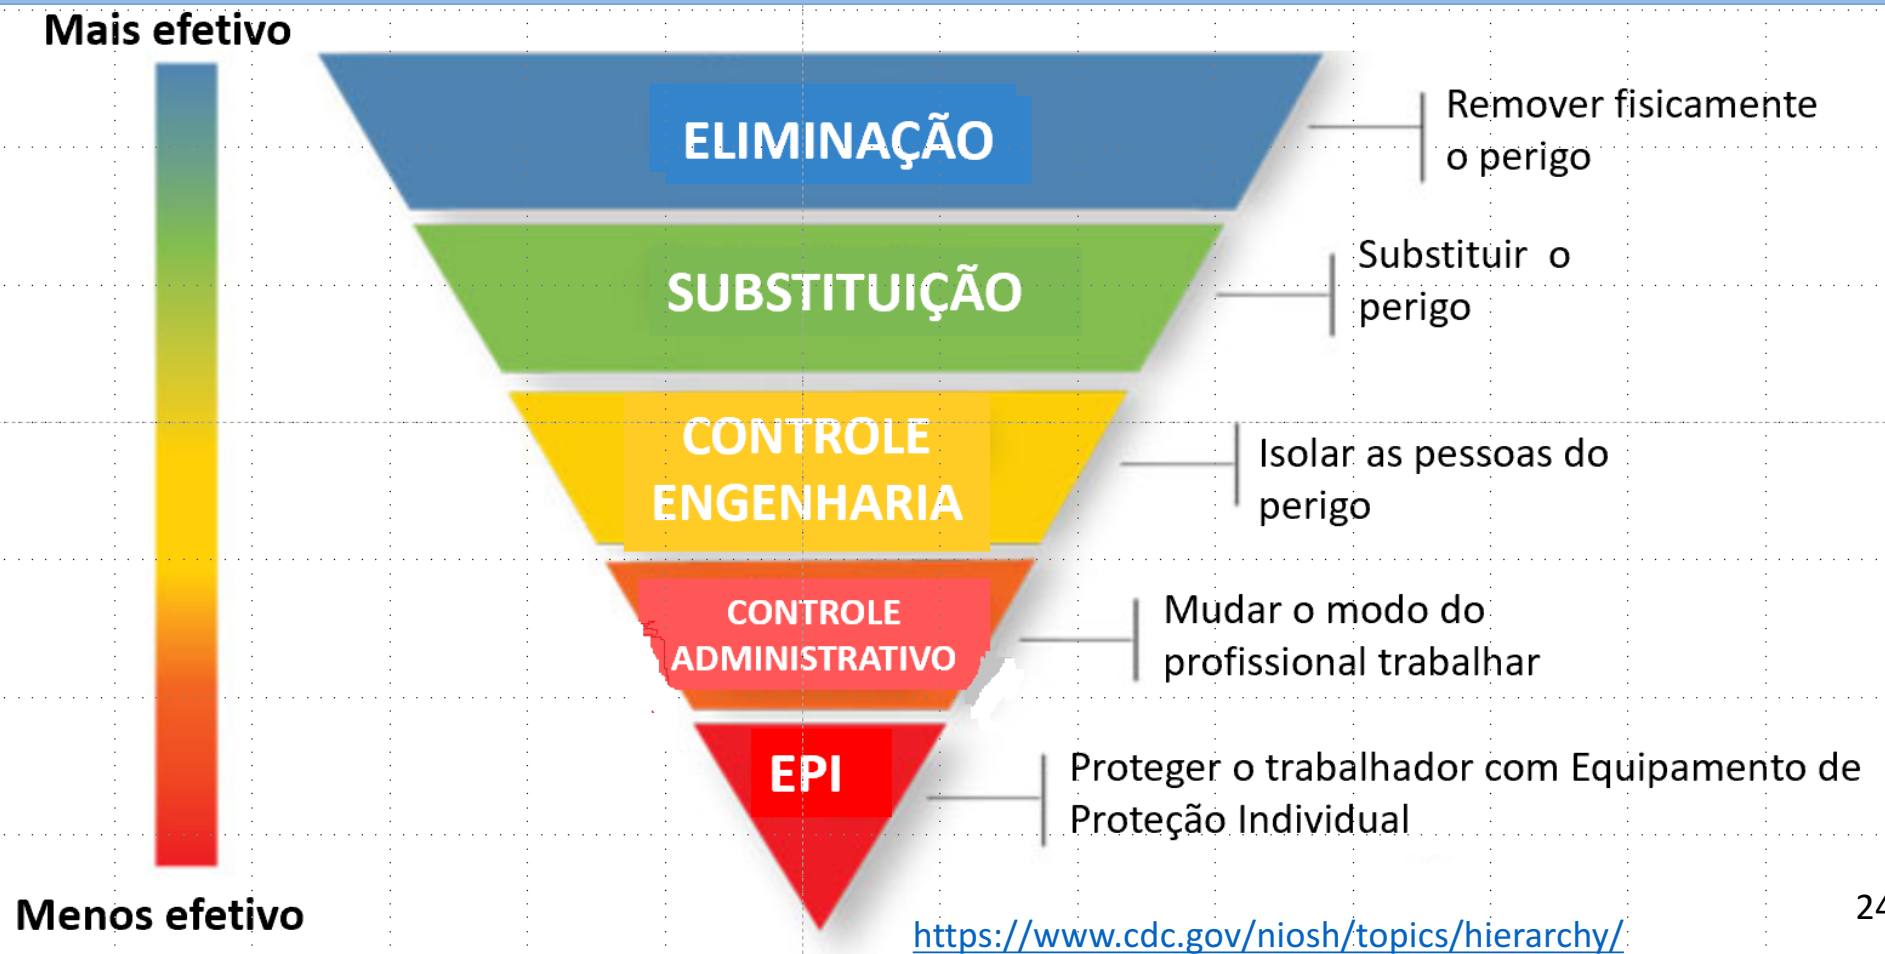 Mais efetivo
ELIMINAÇÃO
Remover fisicamente
o perigo
SUBSTITUIÇÃO
Substituir o
perigo
CONTROLE
ENGENHARIA
Isolar as pessoas do
perigo
CONTROLE
ADMINISTRATIVO
Mudar o modo do
profissional trabalhar
EPI
Proteger o trabalhador com Equipamento de
Proteção Individual
Menos efetivo
https://www.cdc.gov/niosh/topics/hierarchy/
24